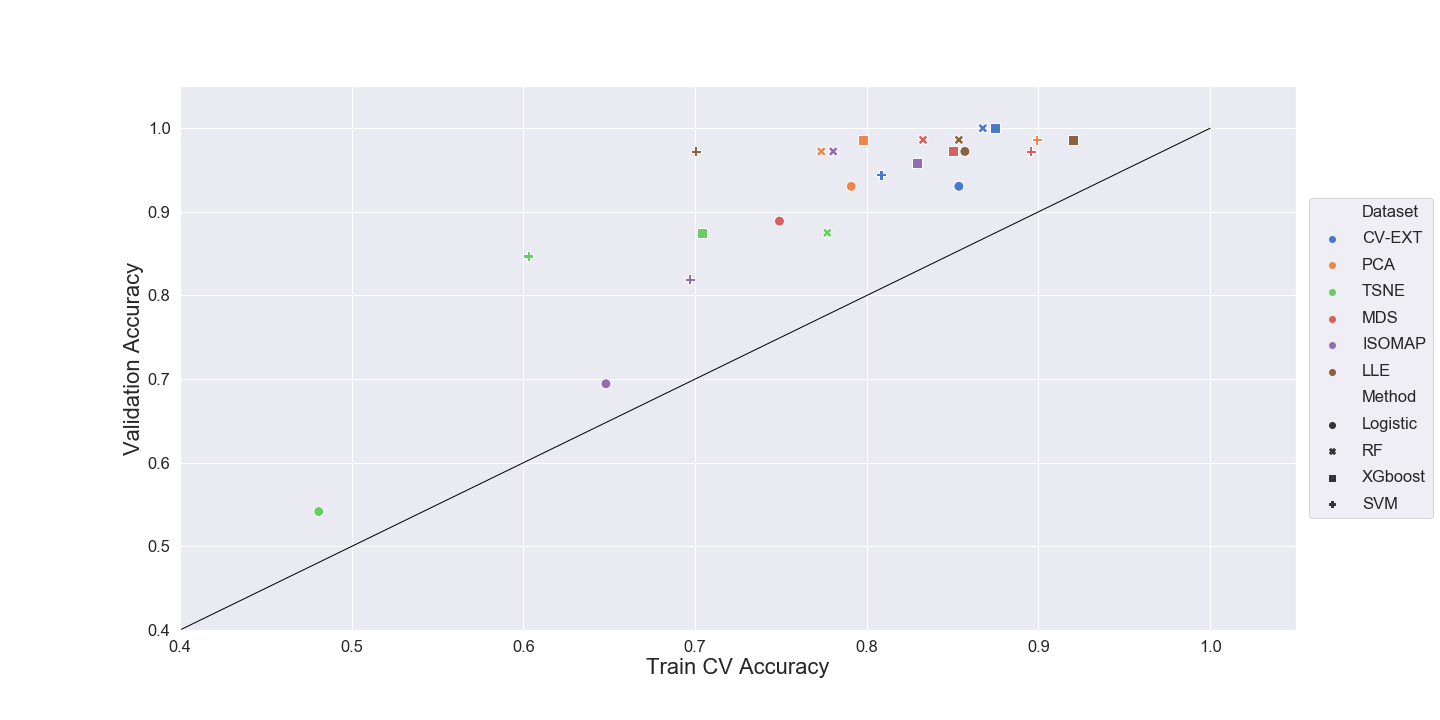 1.0
0.9
0.8
0.7
0.6
0.5
0.4
Validation Accuracy
0.4 0.5 0.6 0.7 0.8 0.9 1.0
Train CV Accuracy
Dataset
CV-EXT
PCA
TSNE
MDS
ISOMAP
LLE
Method
Logistic
RF
XGboost
SVM